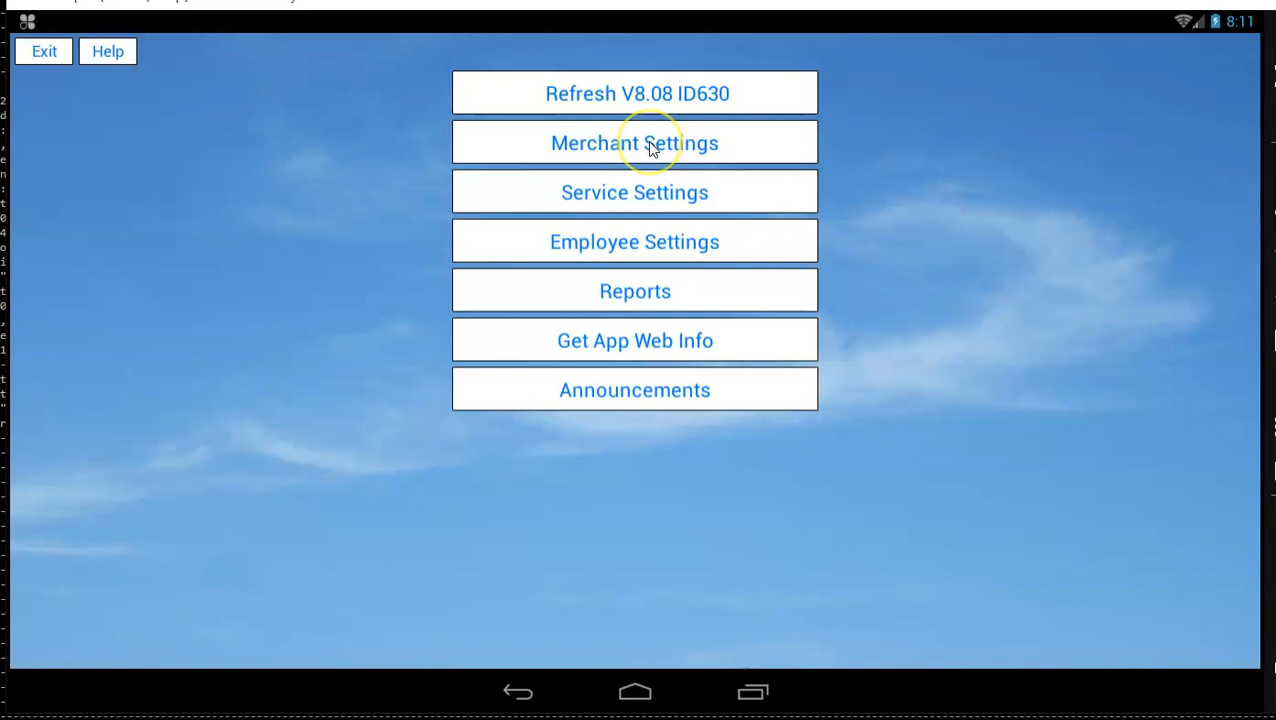 8:11
Exit Help
Refresh V8.08 ID630
Merchant Settings
Service Settings
Employee Settings
Reports
Get App Web Info
Announcements